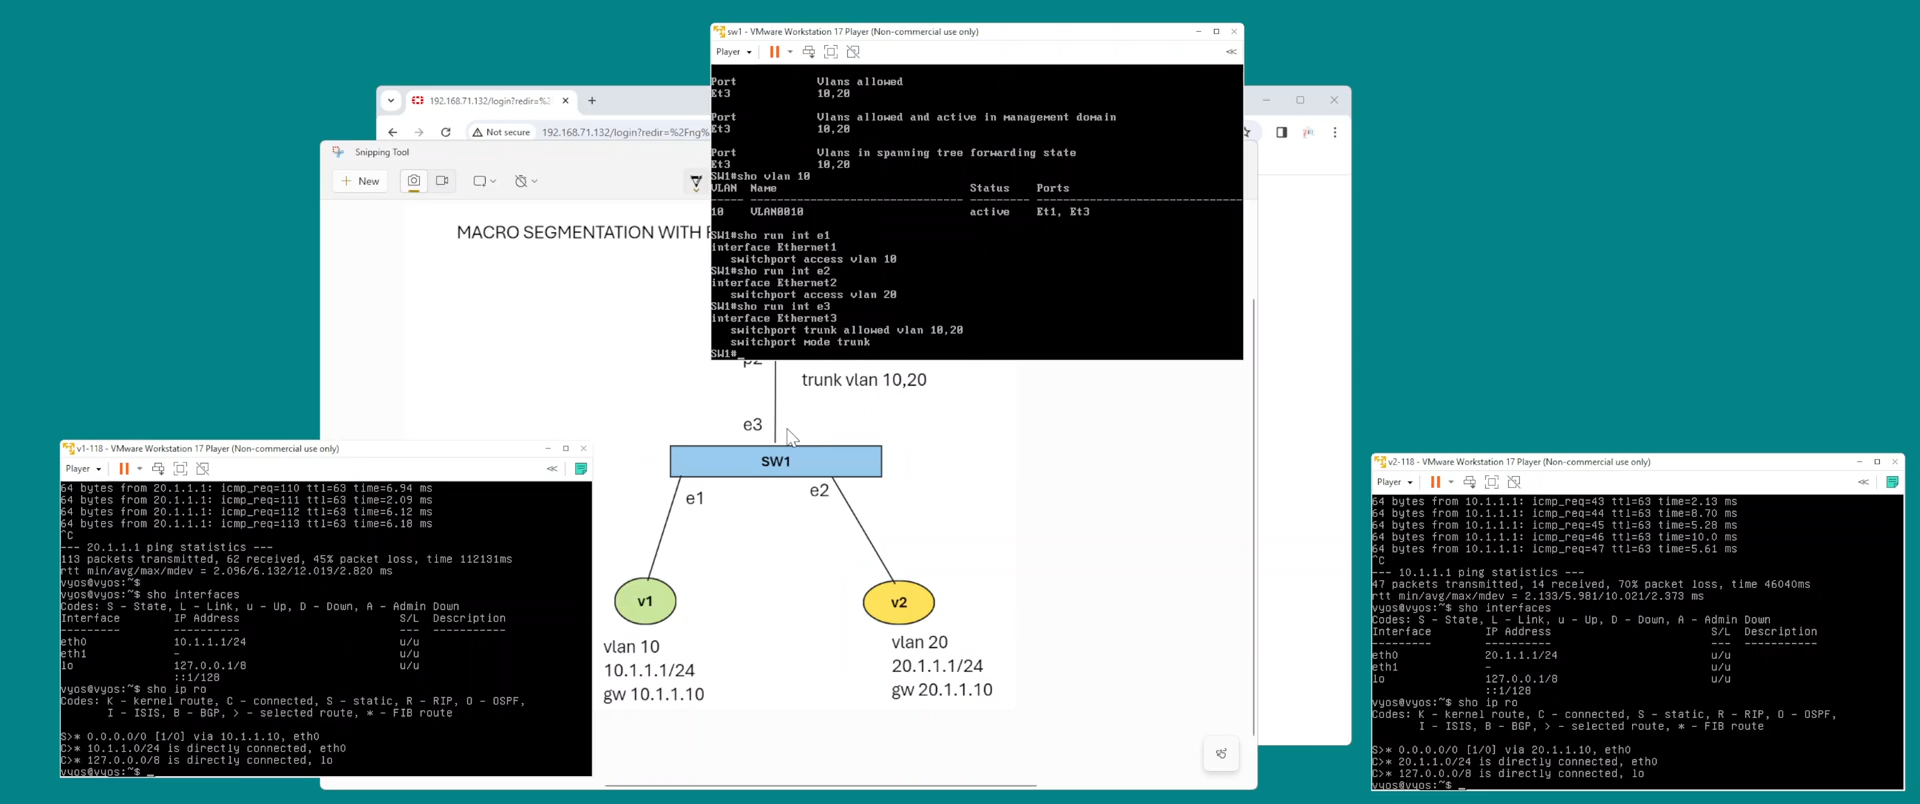 sw1 - VMware Workstation 17 Player (Non-commercial use only)
Player
Port Vlans allowed
Et3 10,20
Port Vlans allowed and active in management domain
Et3 10,20
Port Vlans in spanning tree forwarding state
Et3 10,20
SW1#sho vlan 10
VLAN Name Status Ports
----- -------------------------------- --------- -------------------------------
10 VLAN0010 active Et1, Et3
SW1#sho run int e1
interface Ethernet1
switchport access vlan 10
SW1#sho run int e2
interface Ethernet2
switchport access vlan 20
SW1#sho run int e3
interface Ethernet3
switchport trunk allowed vlan 10,20
switchport mode trunk
SW1#_
192.168.71.132/login?redir=%
Not secure
192.168.71.132/login?redir=%2Fng%
Snipping Tool
New
MACRO SEGMENTATION WITH
p2
trunk vlan 10,20
e3
SW1
e1
e2
v1
v2
vlan 10
10.1.1.1/24
gw 10.1.1.10
vlan 20
20.1.1.1/24
gw 20.1.1.10
v1-118 - VMware Workstation 17 Player (Non-commercial use only)
Player
64 bytes from 20.1.1.1: icmp_req=110 ttl=63 time=6.94 ms
64 bytes from 20.1.1.1: icmp_req=111 ttl=63 time=2.09 ms
64 bytes from 20.1.1.1: icmp_req=112 ttl=63 time=6.12 ms
64 bytes from 20.1.1.1: icmp_req=113 ttl=63 time=6.18 ms
^C
--- 20.1.1.1 ping statistics ---
113 packets transmitted, 62 received, 45% packet loss, time 112131ms
rtt min/avg/max/mdev = 2.096/6.132/12.019/2.820 ms
vyos@vyos:~$
vyos@vyos:~$ sho interfaces
Codes: S - State, L - Link, u - Up, D - Down, A - Admin Down
Interface IP Address S/L Description
--------- ---------- --- -----------
eth0 10.1.1.1/24 u/u
eth1 - u/u
lo 127.0.0.1/8 u/u
::1/128
vyos@vyos:~$ sho ip ro
Codes: K - kernel route, C - connected, S - static, R - RIP, O - OSPF,
I - ISIS, B - BGP, > - selected route, * - FIB route
S>* 0.0.0.0/0 [1/0] via 10.1.1.10, eth0
C>* 10.1.1.0/24 is directly connected, eth0
C>* 127.0.0.0/8 is directly connected, lo
vyos@vyos:~$ _
v2-118 - VMware Workstation 17 Player (Non-commercial use only)
Player
64 bytes from 10.1.1.1: icmp_req=43 ttl=63 time=2.13 ms
64 bytes from 10.1.1.1: icmp_req=44 ttl=63 time=8.70 ms
64 bytes from 10.1.1.1: icmp_req=45 ttl=63 time=5.28 ms
64 bytes from 10.1.1.1: icmp_req=46 ttl=63 time=10.0 ms
64 bytes from 10.1.1.1: icmp_req=47 ttl=63 time=5.61 ms
^C
--- 10.1.1.1 ping statistics ---
47 packets transmitted, 14 received, 70% packet loss, time 46040ms
rtt min/avg/max/mdev = 2.133/5.981/10.021/2.373 ms
vyos@vyos:~$ sho interfaces
Codes: S - State, L - Link, u - Up, D - Down, A - Admin Down
Interface IP Address S/L Description
--------- ---------- --- -----------
eth0 20.1.1.1/24 u/u
eth1 - u/u
lo 127.0.0.1/8 u/u
::1/128
vyos@vyos:~$ sho ip ro
Codes: K - kernel route, C - connected, S - static, R - RIP, O - OSPF,
I - ISIS, B - BGP, > - selected route, * - FIB route
S>* 0.0.0.0/0 [1/0] via 20.1.1.10, eth0
C>* 20.1.1.0/24 is directly connected, eth0
C>* 127.0.0.0/8 is directly connected, lo
vyos@vyos:~$ _